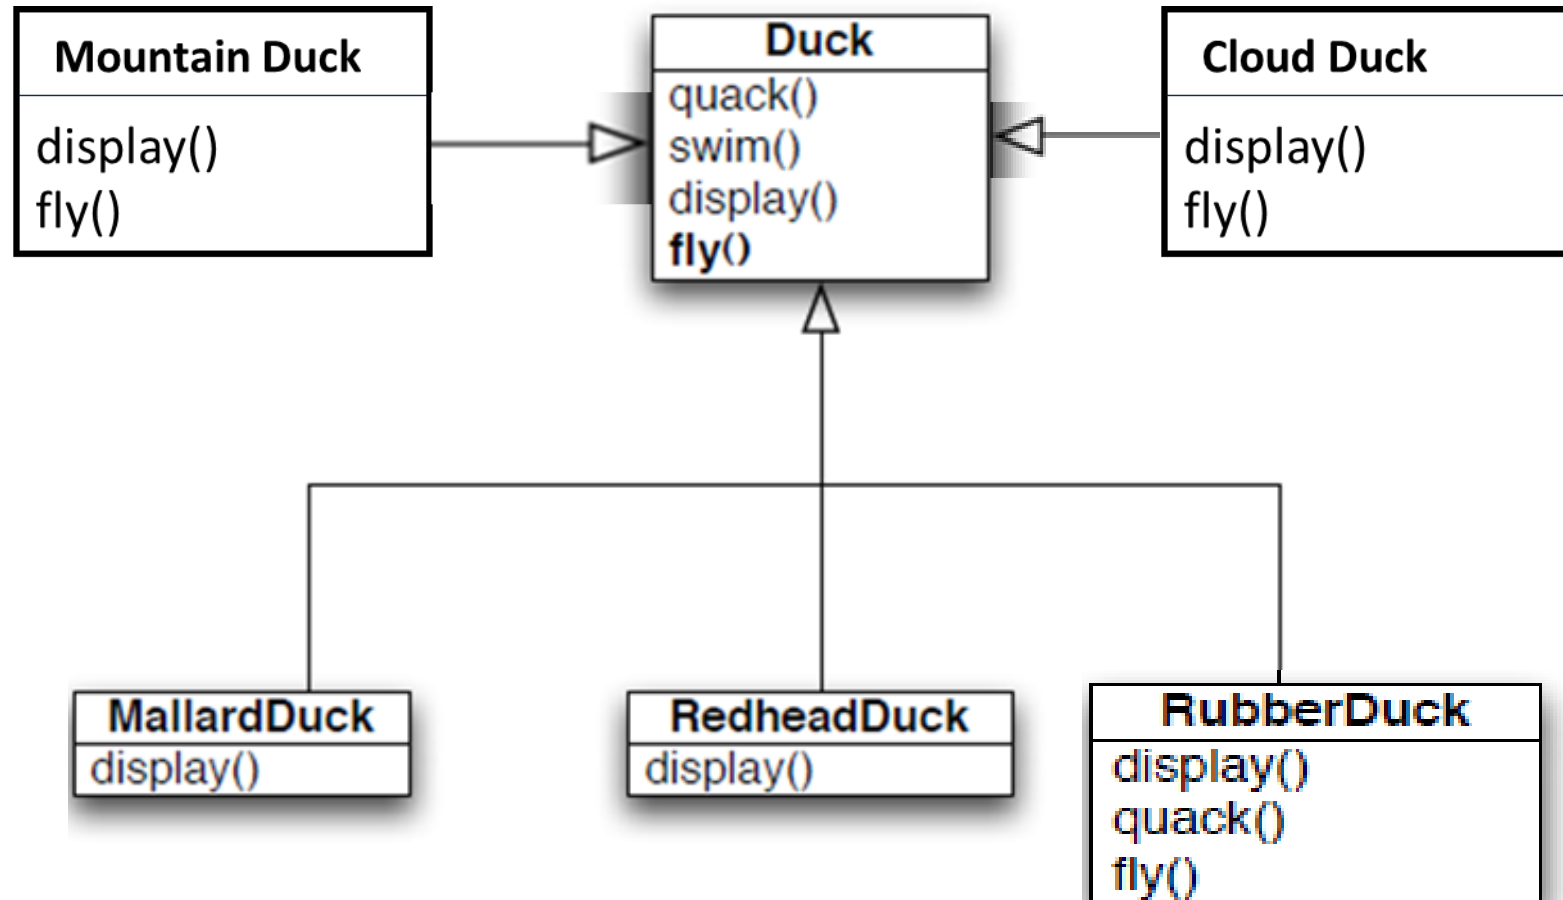 Mountain Duck
display()
fly()
Duck
quack()
swim()
display()
fly()
Cloud Duck
display()
fly()
MallardDuck
display()
RedheadDuck
display()
RubberDuck
display()
quack()
fly()